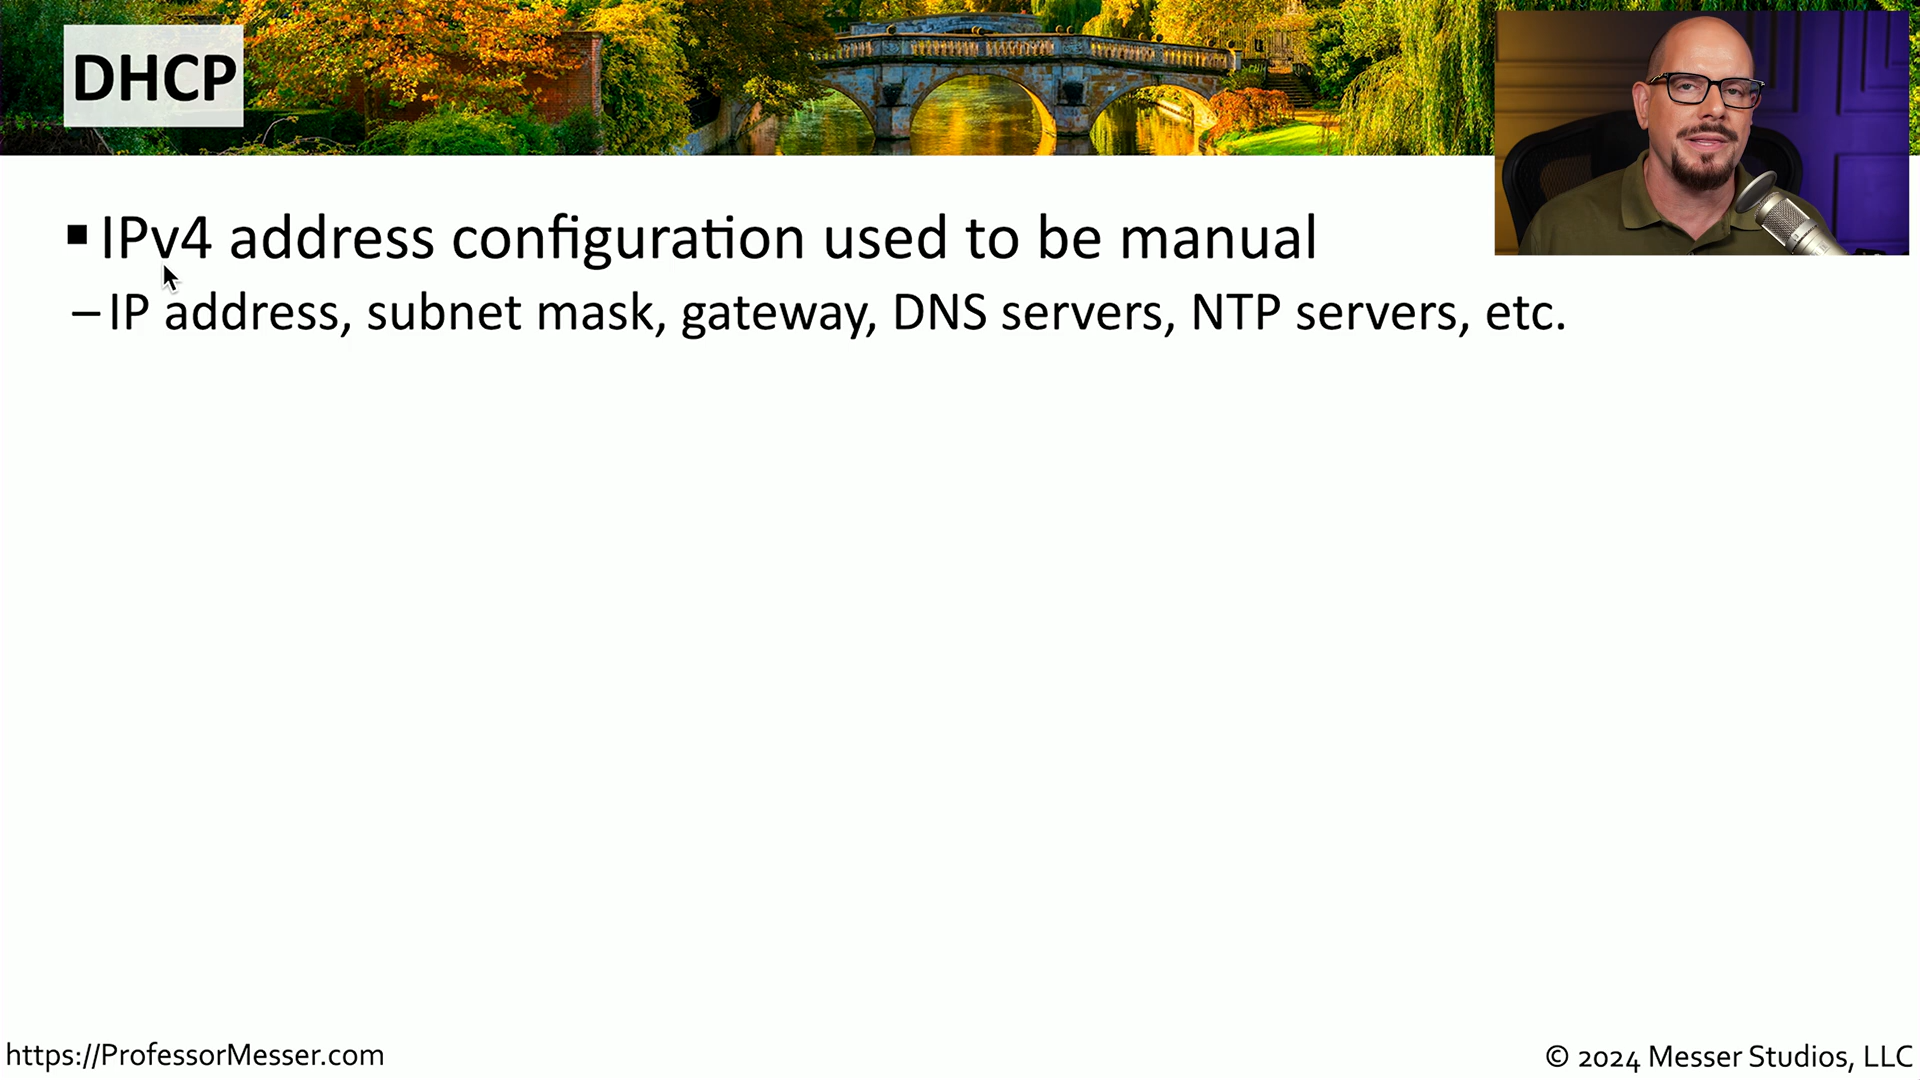 DHCP
▪ IPv4 address configuration used to be manual
– IP address, subnet mask, gateway, DNS servers, NTP servers, etc.
https://ProfessorMesser.com
© 2024 Messer Studios, LLC